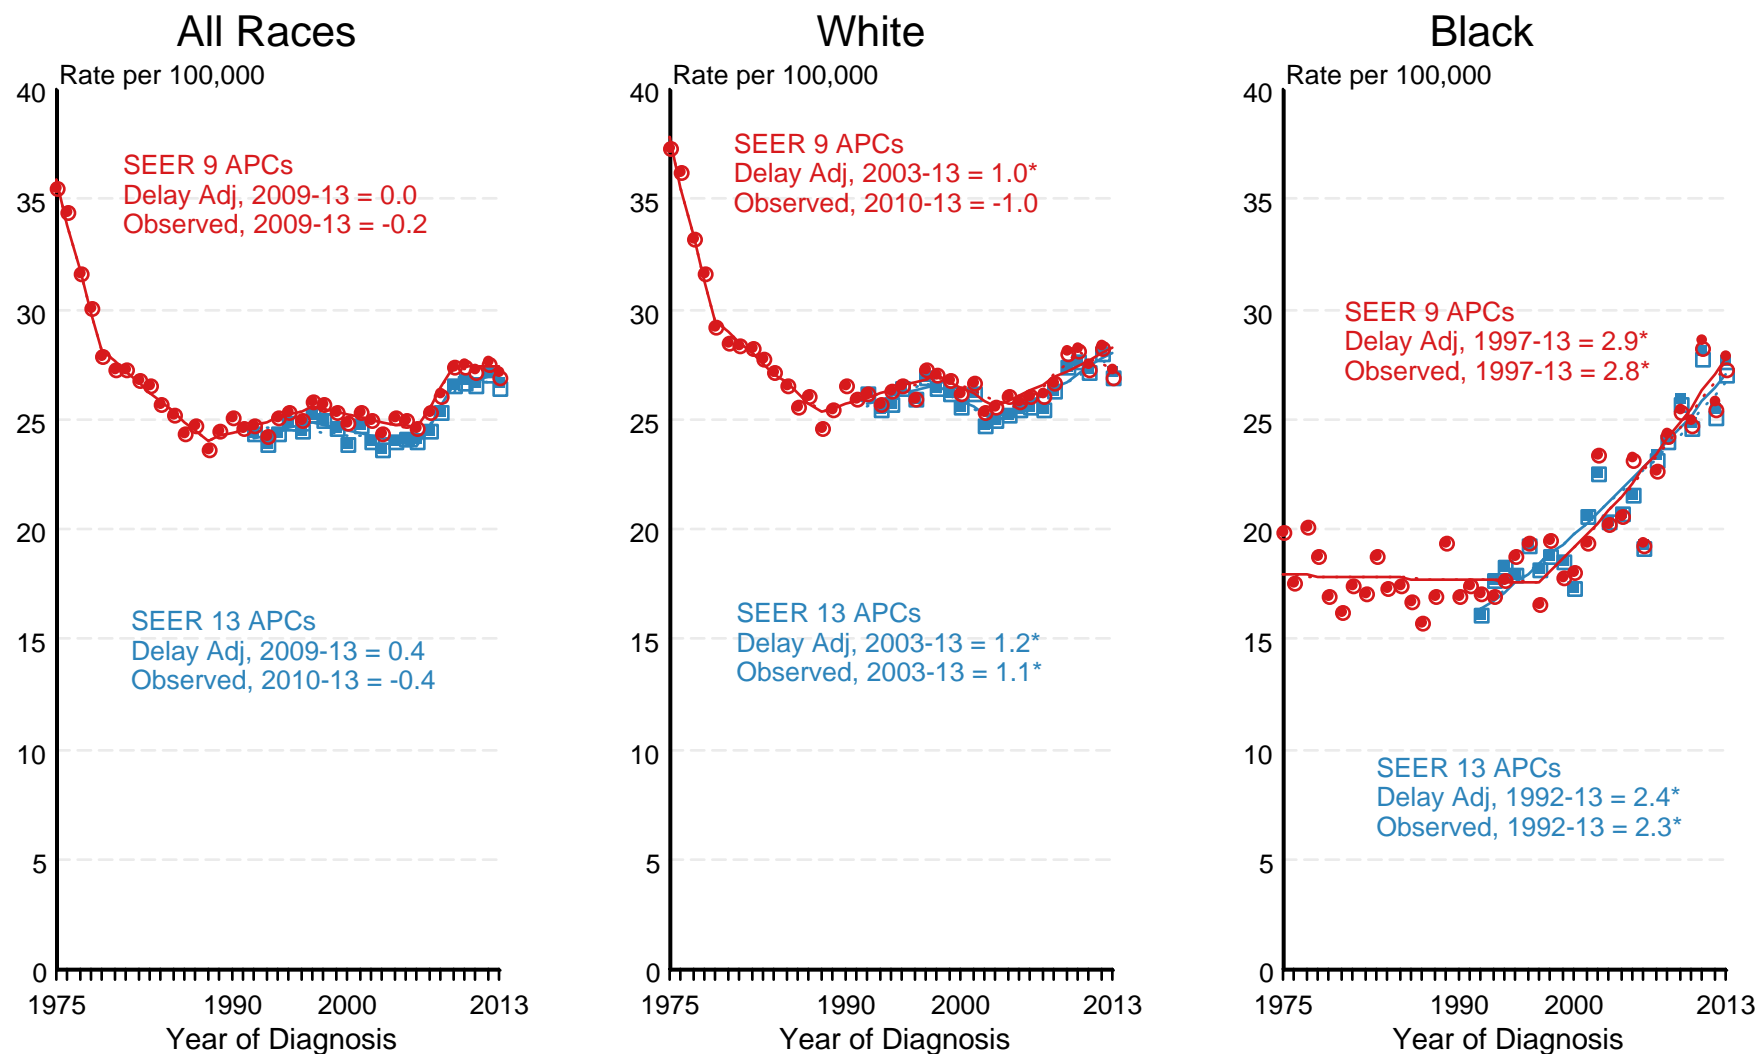 All Races
Rate per 100,000
40
35
30
25
20
15
10
5
0
SEER 9 APCs
Delay Adj, 2009-13 = 0.0
Observed, 2009-13 = -0.2
SEER 13 APCs
Delay Adj, 2009-13 = 0.4
Observed, 2010-13 = -0.4
1975 1990 2000 2013
Year of Diagnosis
White
Rate per 100,000
40
35
30
25
20
15
10
5
0
SEER 9 APCs
Delay Adj, 2003-13 = 1.0*
Observed, 2010-13 = -1.0
SEER 13 APCs
Delay Adj, 2003-13 = 1.2*
Observed, 2003-13 = 1.1*
1975 1990 2000 2013
Year of Diagnosis
Black
Rate per 100,000
40
35
30
25
20
15
10
5
0
SEER 9 APCs
Delay Adj, 1997-13 = 2.9*
Observed, 1997-13 = 2.8*
SEER 13 APCs
Delay Adj, 1992-13 = 2.4*
Observed, 1992-13 = 2.3*
1975 1990 2000 2013
Year of Diagnosis